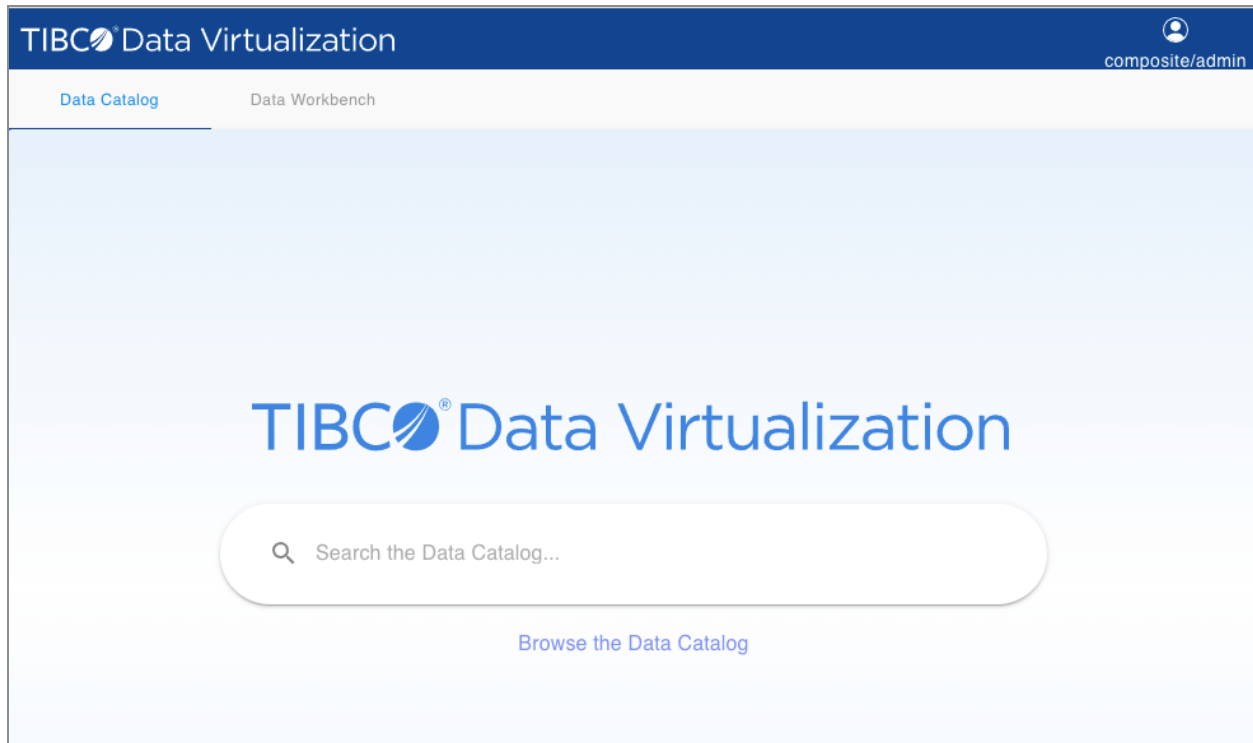 TIBCO® Data Virtualization
composite/admin
Data Catalog
Data Workbench
TIBCO® Data Virtualization
Search the Data Catalog...
Browse the Data Catalog